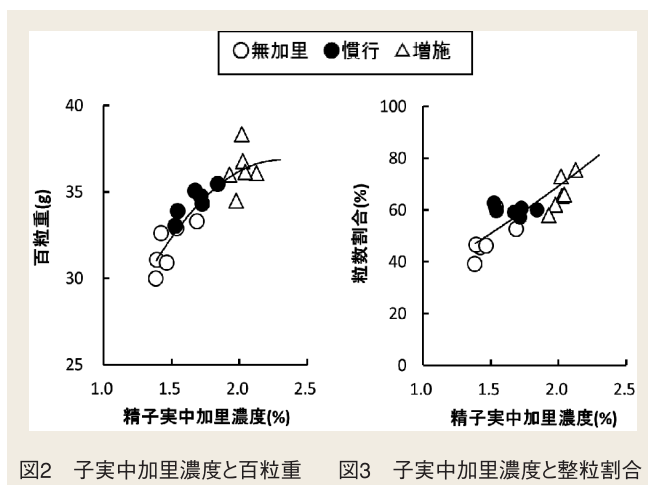 ○無加里 ●慣行 △増施
40
35
30
25
百粒重(g)
1.0 1.5 2.0 2.5
精子実中加里濃度(%)
100
80
60
40
20
0
粒数割合(%)
1.0 1.5 2.0 2.5
精子実中加里濃度(%)
図2 子実中加里濃度と百粒重
図3 子実中加里濃度と整粒割合